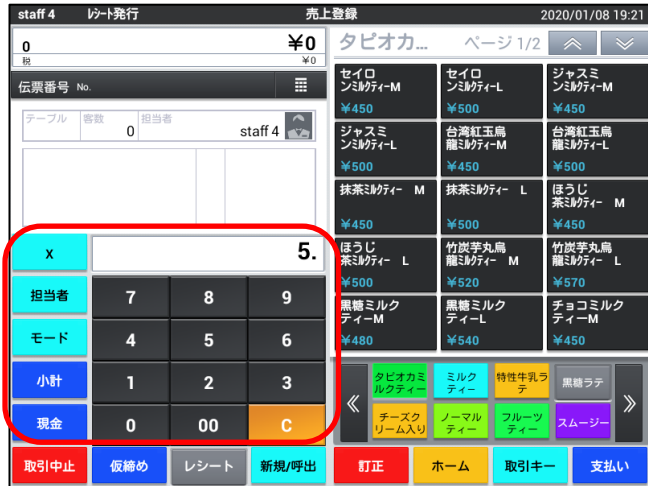 staff 4 ﾚｼｰﾄ発行 売上登録 2020/01/08 19:21
0 ¥0
税 ¥0
伝票番号 No.
テーブル 客数 0 担当者 staff 4
x 5.
担当者 7 8 9
モード 4 5 6
小計 1 2 3
現金 0 00 C
取引中止 仮締め レシート 新規/呼出
タピオカ... ページ 1/2
セイロ
ンﾐﾙｸﾃｨｰM
¥450
セイロ
ンﾐﾙｸﾃｨｰL
¥500
ジャスミ
ンﾐﾙｸﾃｨｰM
¥450
ジャスミ
ンﾐﾙｸﾃｨｰL
¥500
台湾紅玉烏
龍ﾐﾙｸﾃｨｰM
¥450
台湾紅玉烏
龍ﾐﾙｸﾃｨｰL
¥500
抹茶ﾐﾙｸﾃｨｰ M
¥450
抹茶ﾐﾙｸﾃｨｰ L
¥500
ほうじ
茶ﾐﾙｸﾃｨｰ M
¥450
ほうじ
茶ﾐﾙｸﾃｨｰ L
¥500
竹炭芋丸烏
龍ﾐﾙｸﾃｨｰ M
¥520
竹炭芋丸烏
龍ﾐﾙｸﾃｨｰ L
¥570
黒糖ミルク
ティーM
¥480
黒糖ミルク
ティーL
¥540
チョコミルク
ティーM
¥450
タピオカミ
ルクティー
ミルク
ティー
特性牛乳ラ
テ
黒糖ラテ
チーズク
リーム入り
ノーマル
ティー
フルーツ
ティー
スムージー
訂正 ホーム 取引キー 支払い